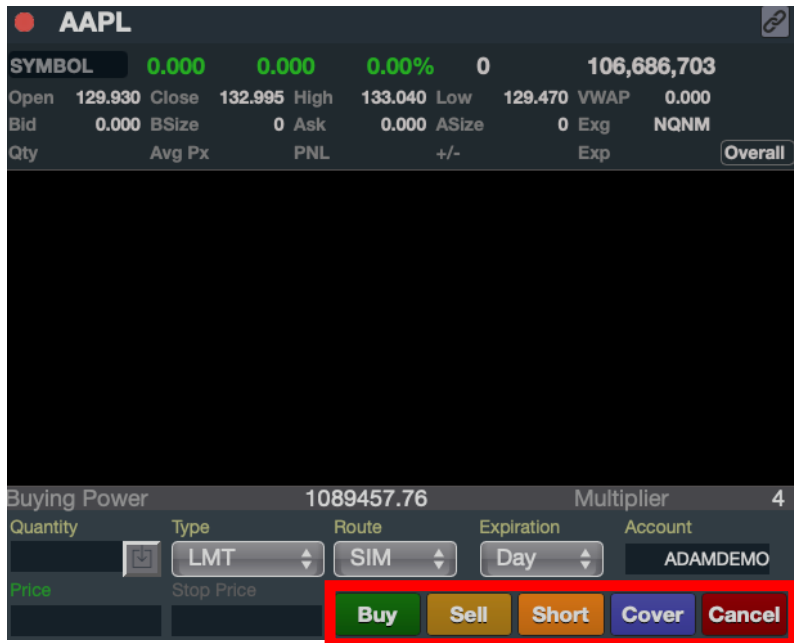 AAPL
SYMBOL 0.000 0.000 0.00% 0 106,686,703
Open 129.930 Close 132.995 High 133.040 Low 129.470 VWAP 0.000
Bid 0.000 BSize 0 Ask 0.000 ASize 0 Exg NQNM
Qty Avg Px PNL +/- Exp Overall
Buying Power 1089457.76 Multiplier 4
Quantity Type Route Expiration Account
LMT SIM Day ADAMDEMO
Price Stop Price
Buy Sell Short Cover Cancel